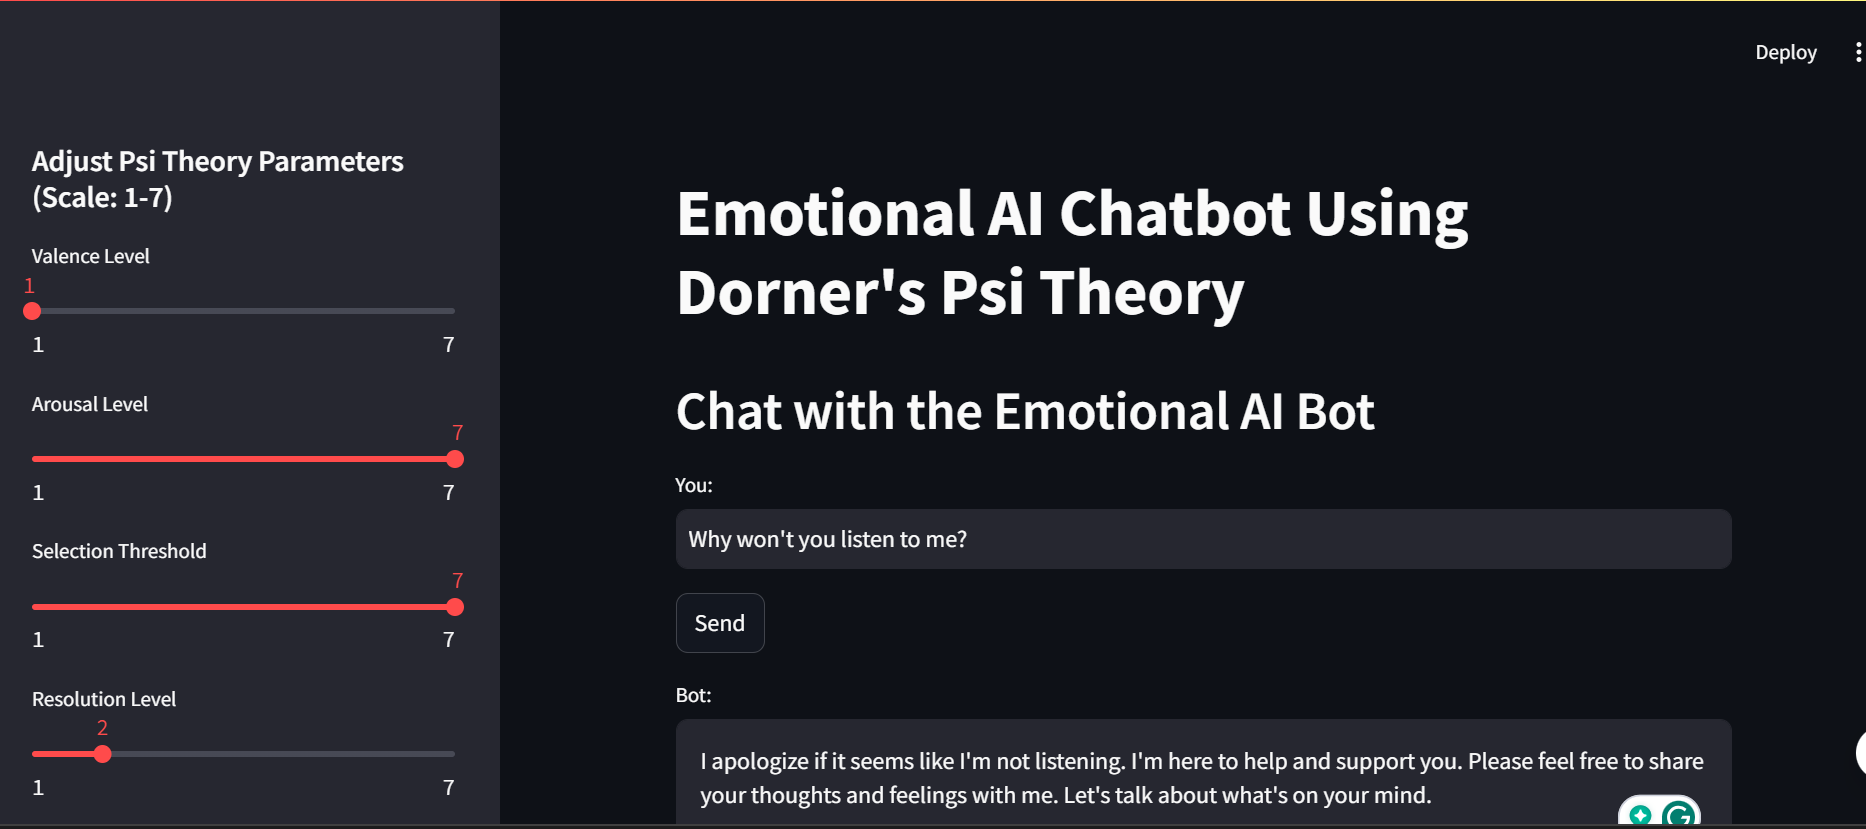 Deploy
Adjust Psi Theory Parameters
(Scale: 1-7)
Valence Level
1
1 7
Arousal Level
7
1 7
Selection Threshold
7
1 7
Resolution Level
2
1 7
Emotional AI Chatbot Using
Dorner's Psi Theory
Chat with the Emotional AI Bot
You:
Why won't you listen to me?
Send
Bot:
I apologize if it seems like I'm not listening. I'm here to help and support you. Please feel free to share
your thoughts and feelings with me. Let's talk about what's on your mind.